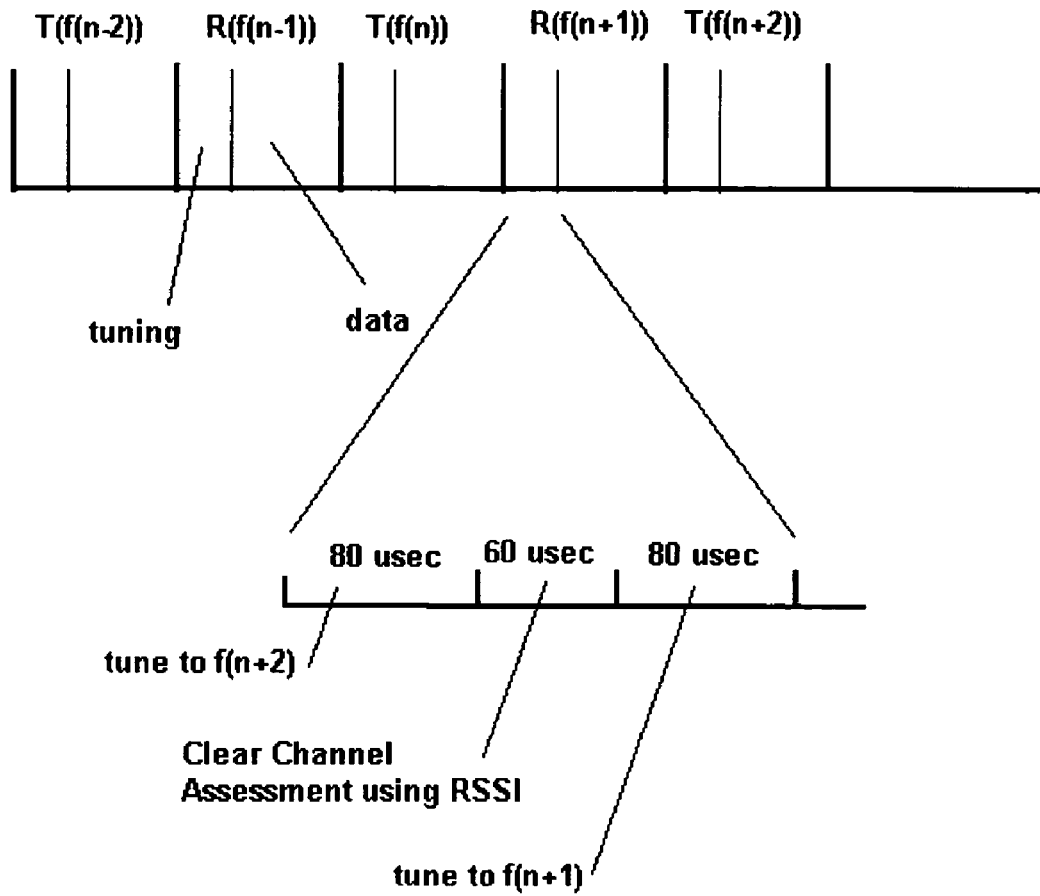 T(f(n-2)) R(f(n-1)) T(f(n)) R(f(n+1)) T(f(n+2))
tuning
data
80 usec 60 usec 80 usec
tune to f(n+2)
Clear Channel
Assessment using RSSI
tune to f(n+1)